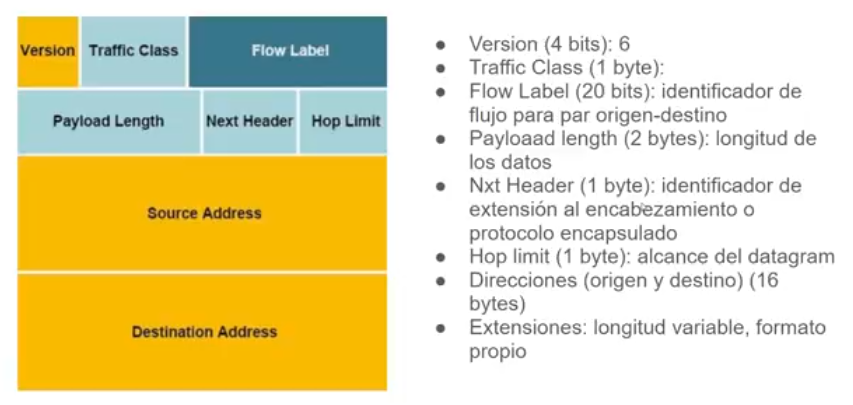 Version Traffic Class Flow Label
Payload Length Next Header Hop Limit
Source Address
Destination Address
● Version (4 bits): 6
● Traffic Class (1 byte):
● Flow Label (20 bits): identificador de
flujo para par origen-destino
● Payloaad length (2 bytes): longitud de
los datos
● Nxt Header (1 byte): identificador de
extensión al encabezamiento o
protocolo encapsulado
● Hop limit (1 byte): alcance del datagram
● Direcciones (origen y destino) (16
bytes)
● Extensiones: longitud variable, formato
propio